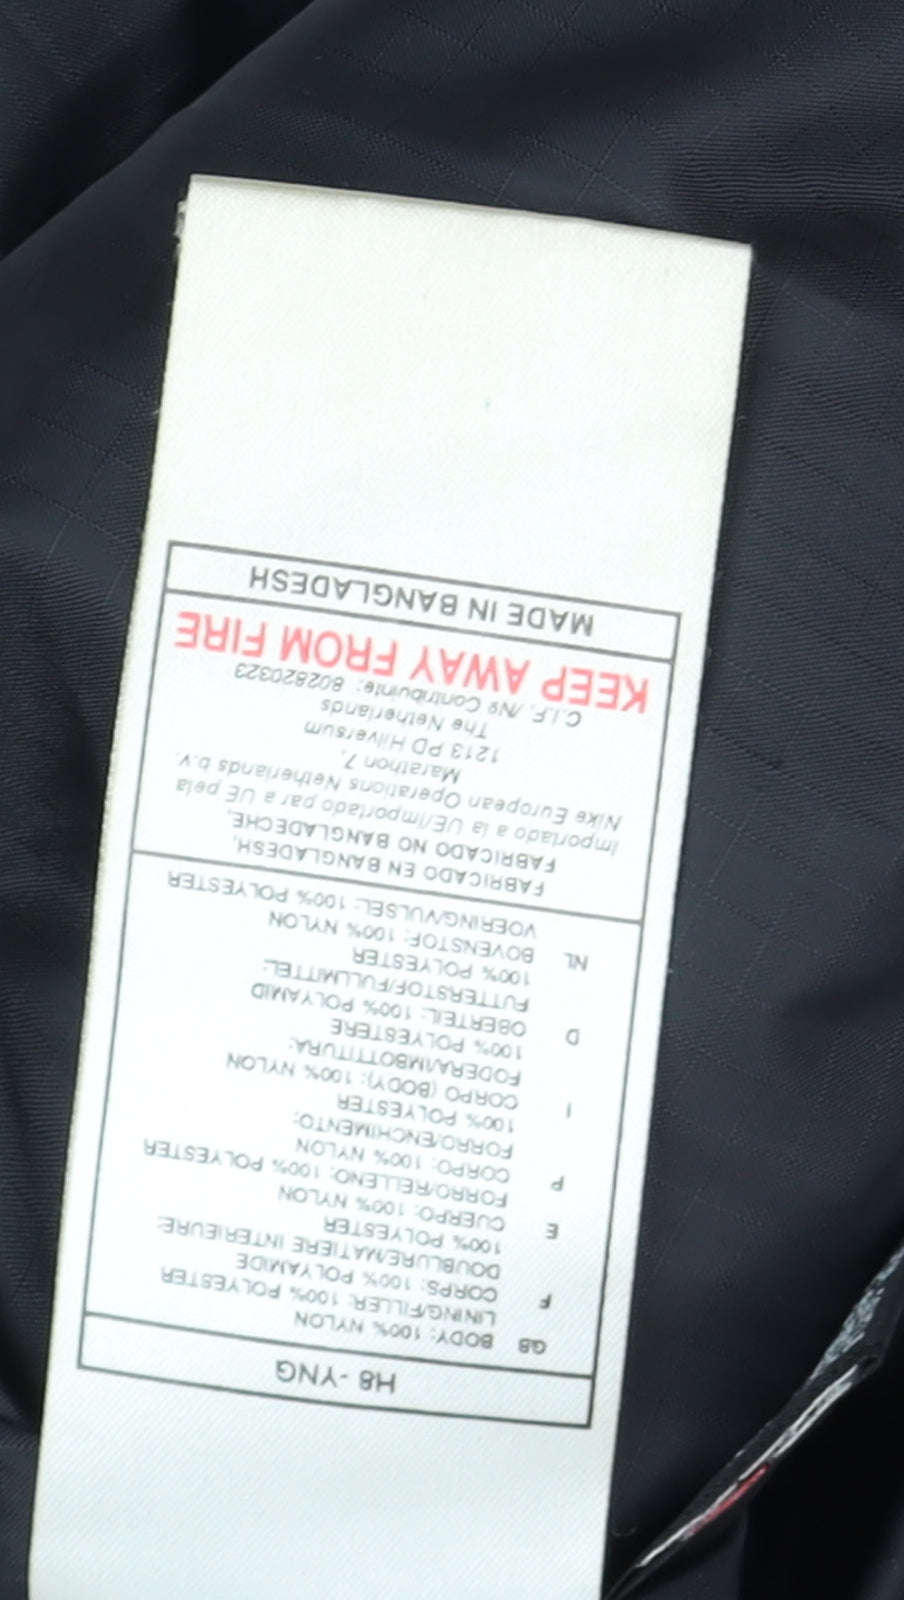 H8 - YNG
GB BODY: 100% NYLON
LINING/FILLER: 100% POLYESTER
F CORPS: 100% POLYAMIDE
DOUBLURE/MATIERE INTERIEURE:
100% POLYESTER
E CUERPO: 100% NYLON
FORRO/RELLENO: 100% POLYESTER
P CORPO: 100% NYLON
FORRO/ENCHIMENTO:
100% POLYESTER
I CORPO (BODY): 100% NYLON
FODERA/IMBOTTITURA:
100% POLYESTERE
D OBERTEIL: 100% POLYAMID
FUTTERSTOF/FULLMITTEL:
100% POLYESTER
NL BOVENSTOF: 100% NYLON
VOERING/VULSEL: 100% POLYESTER
FABRICADO EN BANGLADESH,
FABRICADO NO BANGLADECHE,
Importado a la UE/Importado para a UE pela
Nike European Operations Netherlands b.v.
Marathon 7,
1213 PD Hilversum
The Netherlands
C.I.F. /Nº Contribuinte: 802820323
KEEP AWAY FROM FIRE
MADE IN BANGLADESH